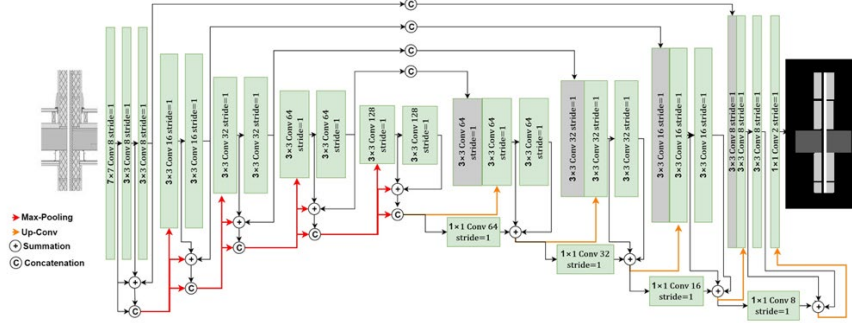 C
C
C
C
7×7 Conv 8 stride=1
3×3 Conv 8 stride=1
3×3 Conv 8 stride=1
3×3 Conv 16 stride=1
3×3 Conv 16 stride=1
3×3 Conv 32 stride=1
3×3 Conv 32 stride=1
3×3 Conv 64
stride=1
3×3 Conv 64
stride=1
3×3 Conv 128
stride=1
3×3 Conv 128
stride=1
3×3 Conv 64
stride=1
3×3 Conv 64
stride=1
3×3 Conv 64
stride=1
3×3 Conv 32 stride=1
3×3 Conv 32 stride=1
3×3 Conv 32 stride=1
3×3 Conv 16 stride=1
3×3 Conv 16 stride=1
3×3 Conv 16 stride=1
3×3 Conv 8 stride=1
3×3 Conv 8 stride=1
3×3 Conv 8 stride=1
1×1 Conv 2 stride=1
Max-Pooling
Up-Conv
+ Summation
C Concatenation
+
C
+
C
+
C
+
C
+
C
1×1 Conv 64
stride=1
+
1×1 Conv 32
stride=1
+
1×1 Conv 16
stride=1
+
1×1 Conv 8
stride=1
+